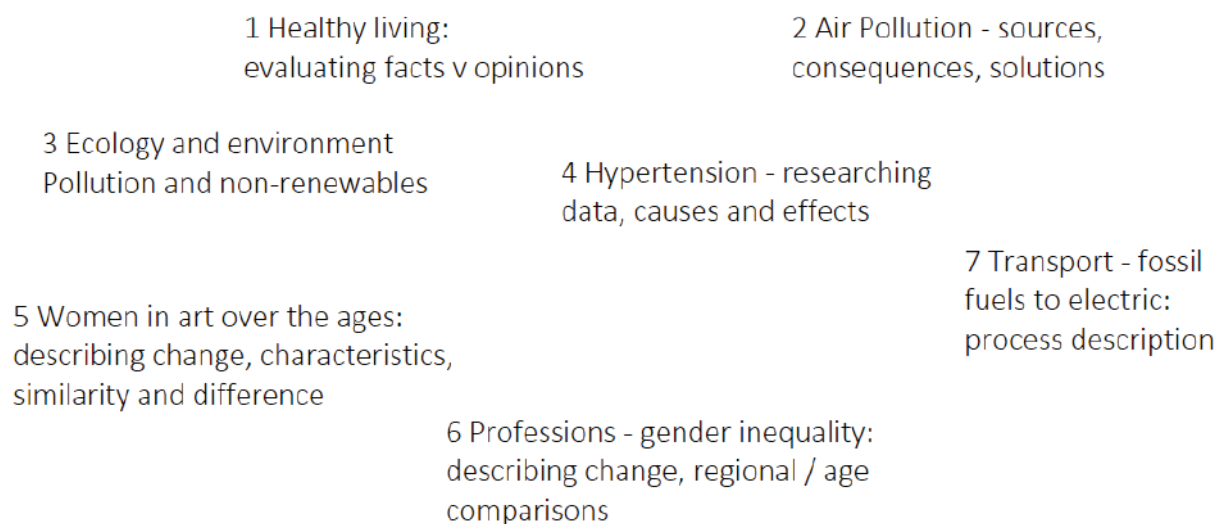 1 Healthy living:
evaluating facts v opinions
2 Air Pollution - sources,
consequences, solutions
3 Ecology and environment
Pollution and non-renewables
4 Hypertension - researching
data, causes and effects
5 Women in art over the ages:
describing change, characteristics,
similarity and difference
6 Professions - gender inequality:
describing change, regional / age
comparisons
7 Transport - fossil
fuels to electric:
process description